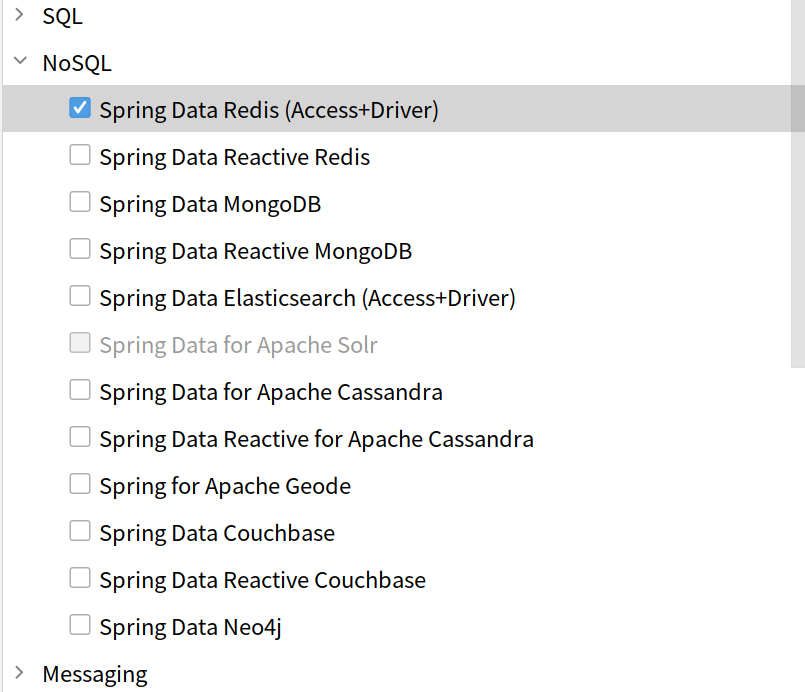 SQL
NoSQL
Spring Data Redis (Access+Driver)
Spring Data Reactive Redis
Spring Data MongoDB
Spring Data Reactive MongoDB
Spring Data Elasticsearch (Access+Driver)
Spring Data for Apache Solr
Spring Data for Apache Cassandra
Spring Data Reactive for Apache Cassandra
Spring for Apache Geode
Spring Data Couchbase
Spring Data Reactive Couchbase
Spring Data Neo4j
Messaging